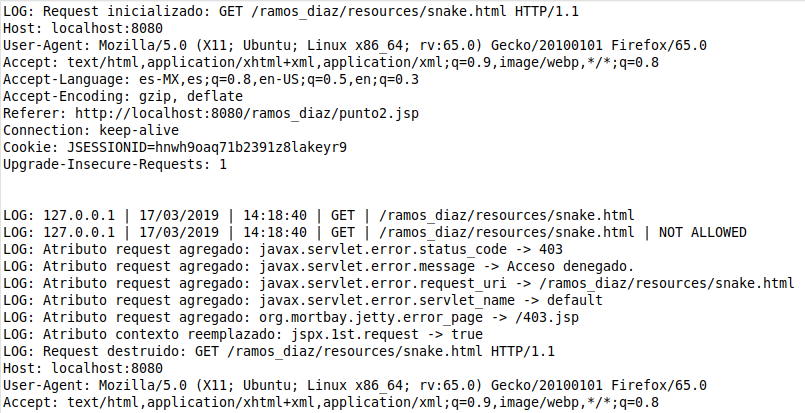 LOG: Request inicializado: GET /ramos_diaz/resources/snake.html HTTP/1.1
Host: localhost:8080
User-Agent: Mozilla/5.0 (X11; Ubuntu; Linux x86_64; rv:65.0) Gecko/20100101 Firefox/65.0
Accept: text/html,application/xhtml+xml,application/xml;q=0.9,image/webp,*/*;q=0.8
Accept-Language: es-MX,es;q=0.8,en-US;q=0.5,en;q=0.3
Accept-Encoding: gzip, deflate
Referer: http://localhost:8080/ramos_diaz/punto2.jsp
Connection: keep-alive
Cookie: JSESSIONID=hnwh9oaq71b2391z8lakeyr9
Upgrade-Insecure-Requests: 1
LOG: 127.0.0.1 | 17/03/2019 | 14:18:40 | GET | /ramos_diaz/resources/snake.html
LOG: 127.0.0.1 | 17/03/2019 | 14:18:40 | GET | /ramos_diaz/resources/snake.html | NOT ALLOWED
LOG: Atributo request agregado: javax.servlet.error.status_code -> 403
LOG: Atributo request agregado: javax.servlet.error.message -> Acceso denegado.
LOG: Atributo request agregado: javax.servlet.error.request_uri -> /ramos_diaz/resources/snake.html
LOG: Atributo request agregado: javax.servlet.error.servlet_name -> default
LOG: Atributo request agregado: org.mortbay.jetty.error_page -> /403.jsp
LOG: Atributo contexto reemplazado: jspx.1st.request -> true
LOG: Request destruido: GET /ramos_diaz/resources/snake.html HTTP/1.1
Host: localhost:8080
User-Agent: Mozilla/5.0 (X11; Ubuntu; Linux x86_64; rv:65.0) Gecko/20100101 Firefox/65.0
Accept: text/html,application/xhtml+xml,application/xml;q=0.9,image/webp,*/*;q=0.8